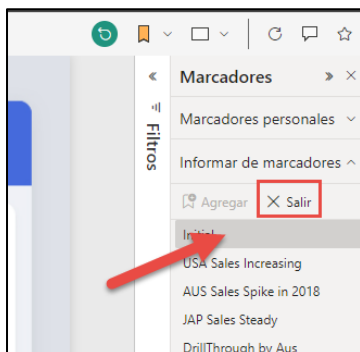 Marcadores
Filtros
Marcadores personales
Informar de marcadores
Agregar
Salir
Initial
USA Sales Increasing
AUS Sales Spike in 2018
JAP Sales Steady
DrillThrough by Aus